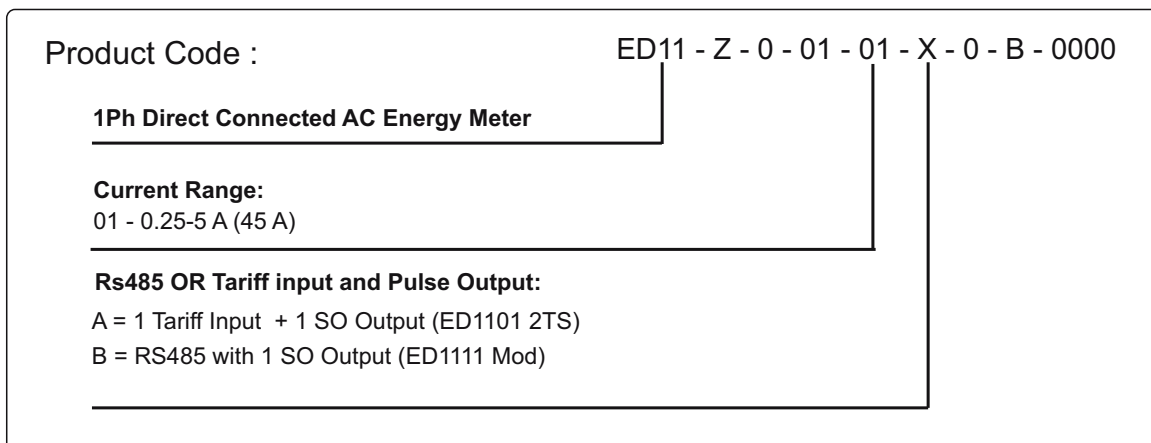 Product Code :
ED11 - Z - 0 - 01 - 01 - X - 0 - B - 0000
1Ph Direct Connected AC Energy Meter
Current Range:
01 - 0.25-5 A (45 A)
Rs485 OR Tariff input and Pulse Output:
A = 1 Tariff Input + 1 SO Output (ED1101 2TS)
B = RS485 with 1 SO Output (ED1111 Mod)